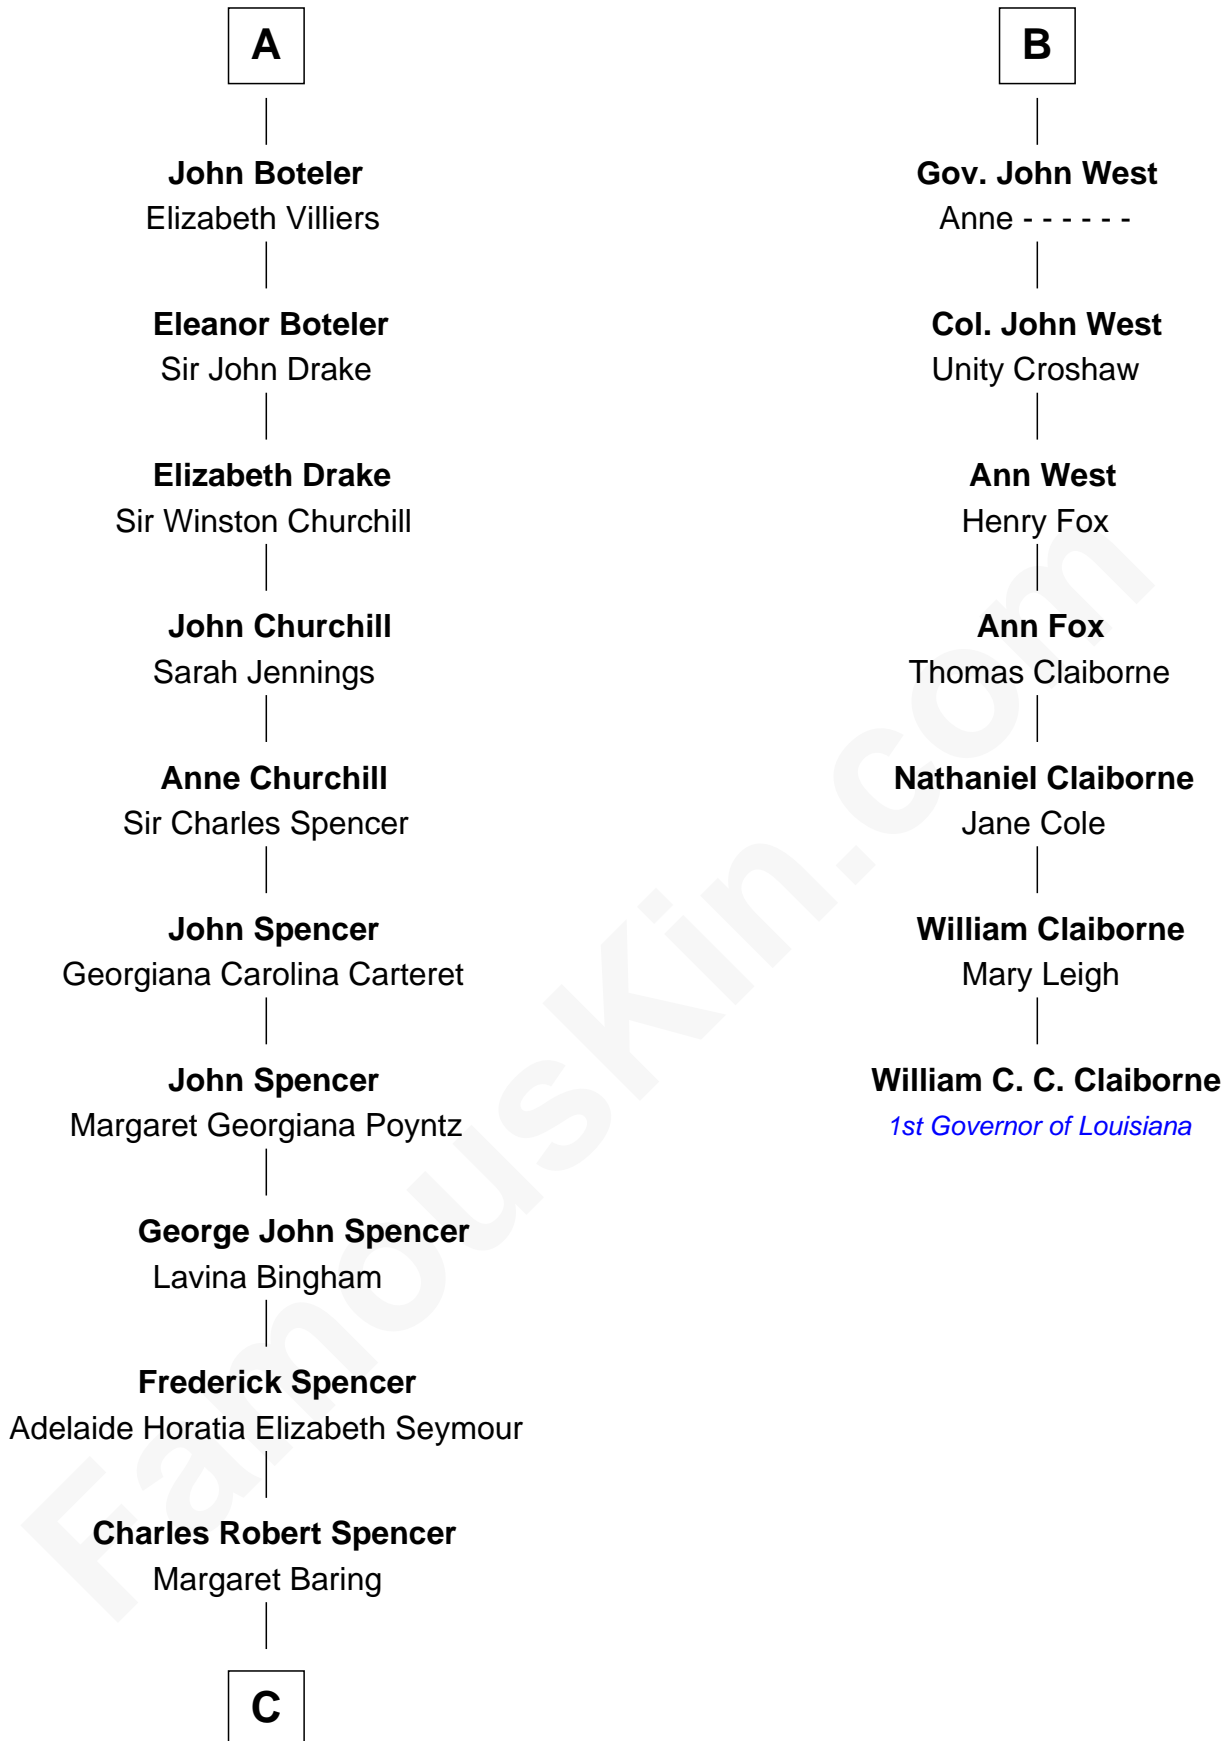 A
John Boteler
Elizabeth Villiers
Eleanor Boteler
Sir John Drake
Elizabeth Drake
Sir Winston Churchill
John Churchill
Sarah Jennings
Anne Churchill
Sir Charles Spencer
John Spencer
Georgiana Carolina Carteret
John Spencer
Margaret Georgiana Poyntz
George John Spencer
Lavina Bingham
Frederick Spencer
Adelaide Horatia Elizabeth Seymour
Charles Robert Spencer
Margaret Baring
C
B
Gov. John West
Anne - - - - - -
Col. John West
Unity Croshaw
Ann West
Henry Fox
Ann Fox
Thomas Claiborne
Nathaniel Claiborne
Jane Cole
William Claiborne
Mary Leigh
William C. C. Claiborne
1st Governor of Louisiana
FamousKin.com